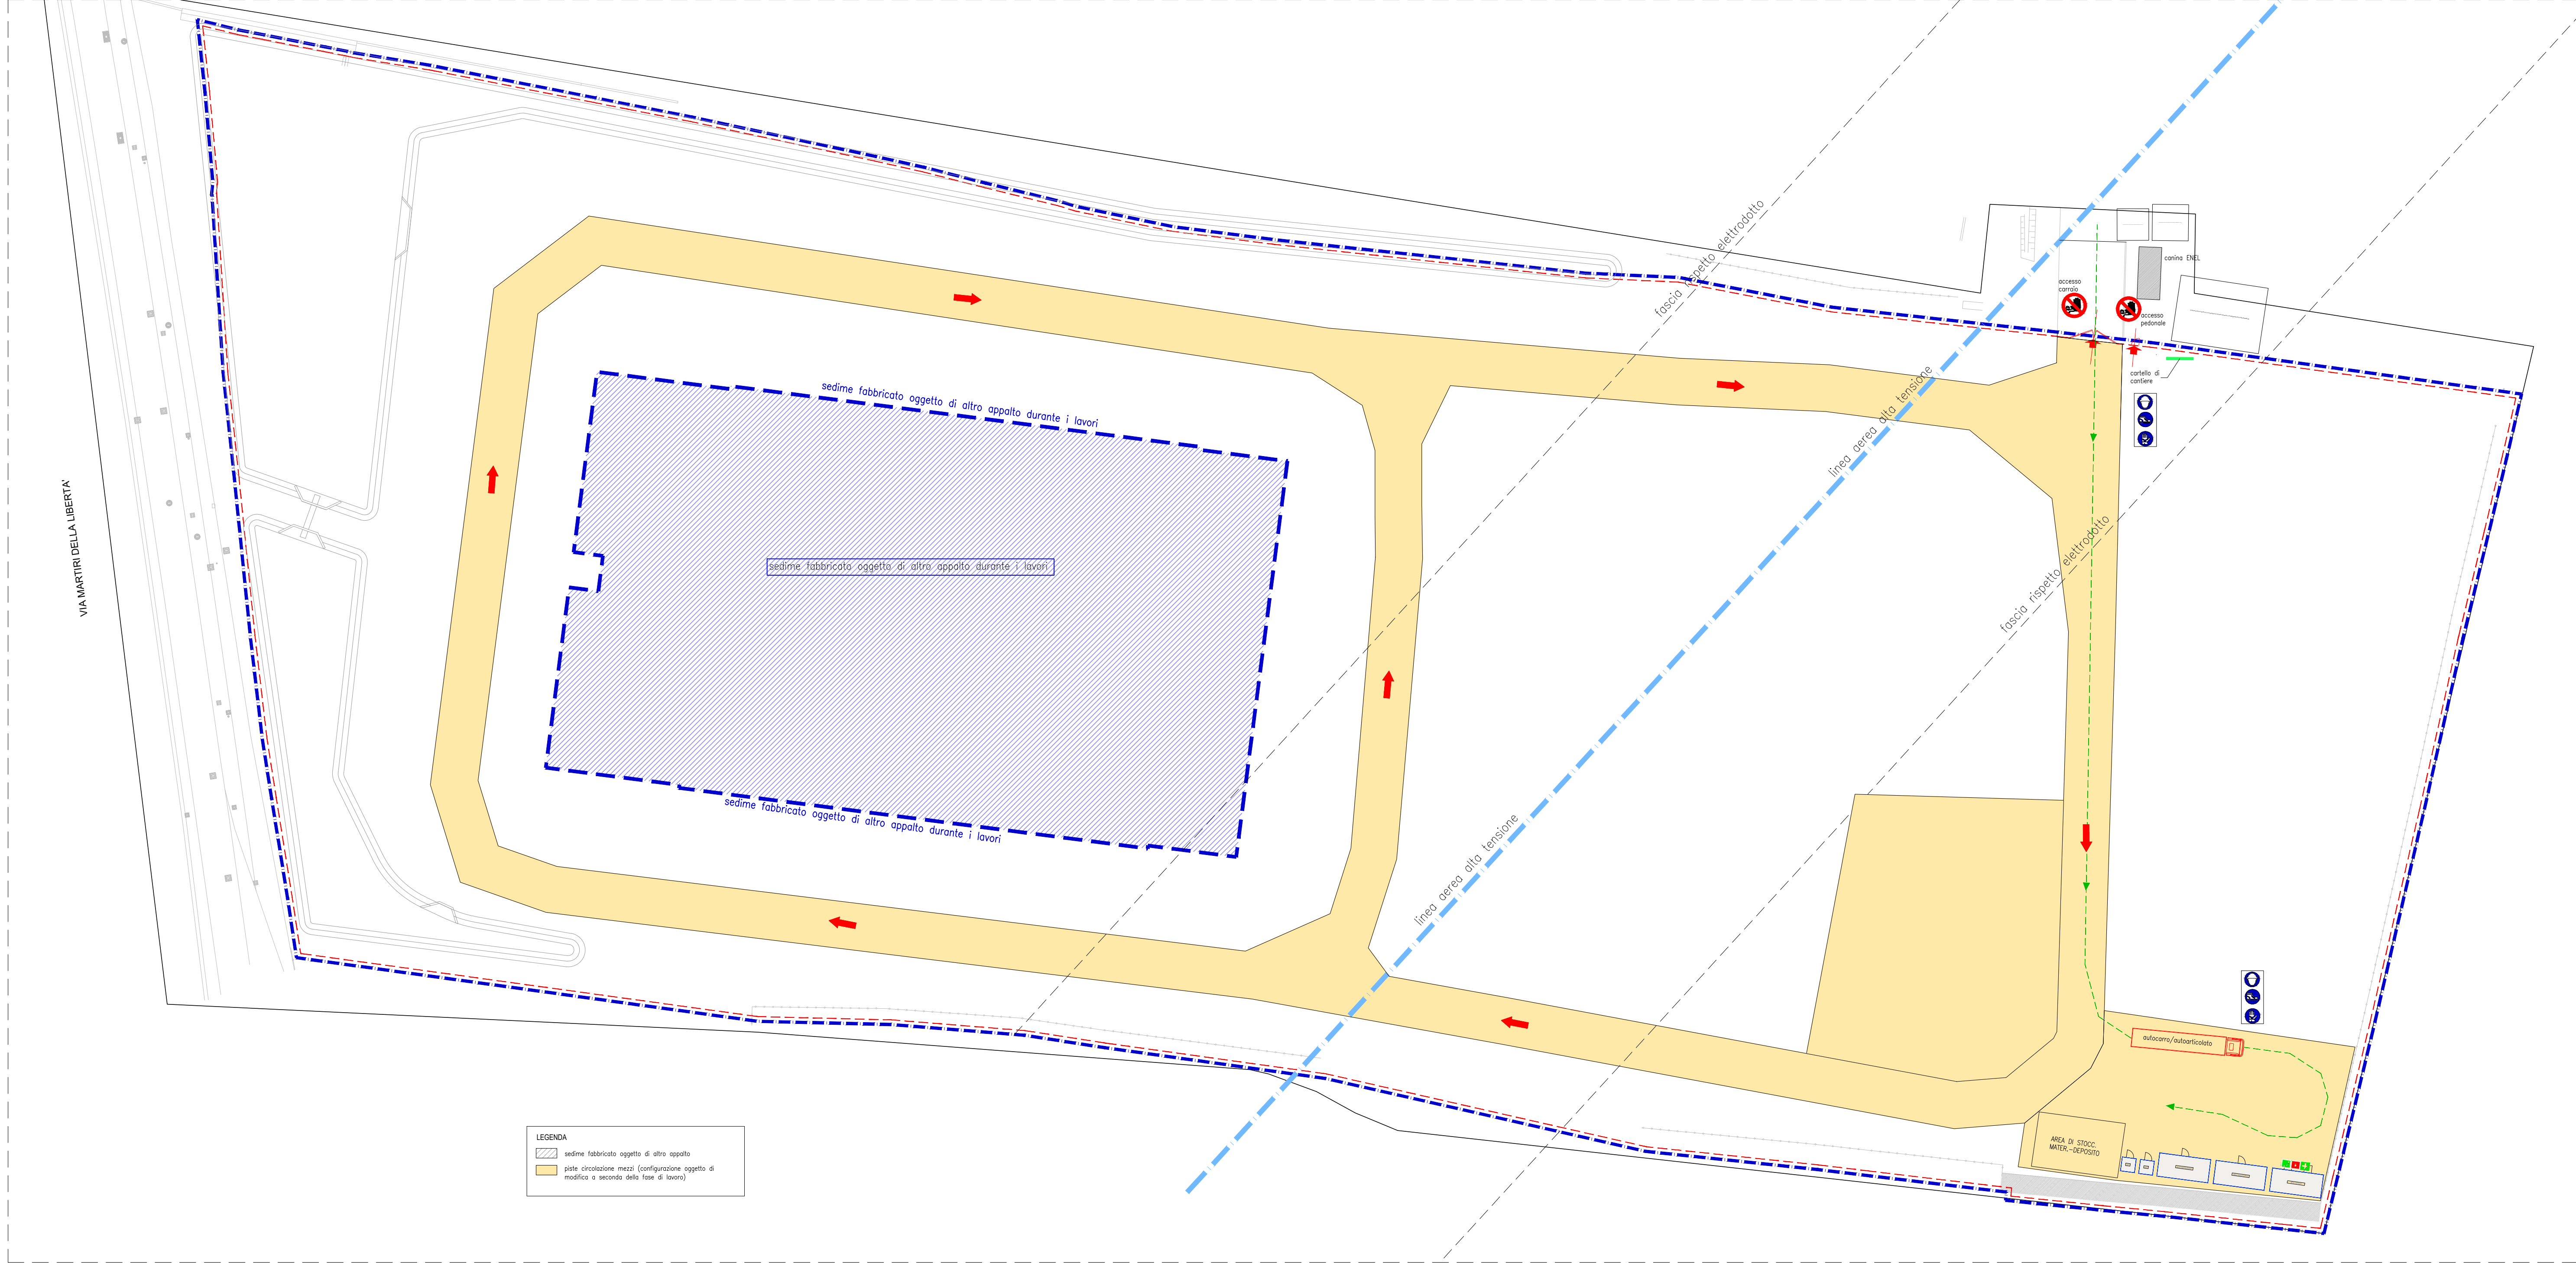 VIA MARTIRI DELLA LIBERTA'
sedime fabbricato oggetto di altro appalto durante i lavori
sedime fabbricato oggetto di altro appalto durante i lavori
sedime fabbricato oggetto di altro appalto durante i lavori
fascia rispetto elettrodotto
linea aerea alta tensione
linea aerea alta tensione
fascia rispetto elettrodotto
accesso
carraio
canina ENEL
accesso
pedonale
cartello di
cantiere
autocarro/autoarticolato
AREA DI STOCC.
MATER.-DEPOSITO
LEGENDA
sedime fabbricato oggetto di altro appalto
piste circolazione mezzi (configurazione oggetto di
modifica a seconda della fase di lavoro)